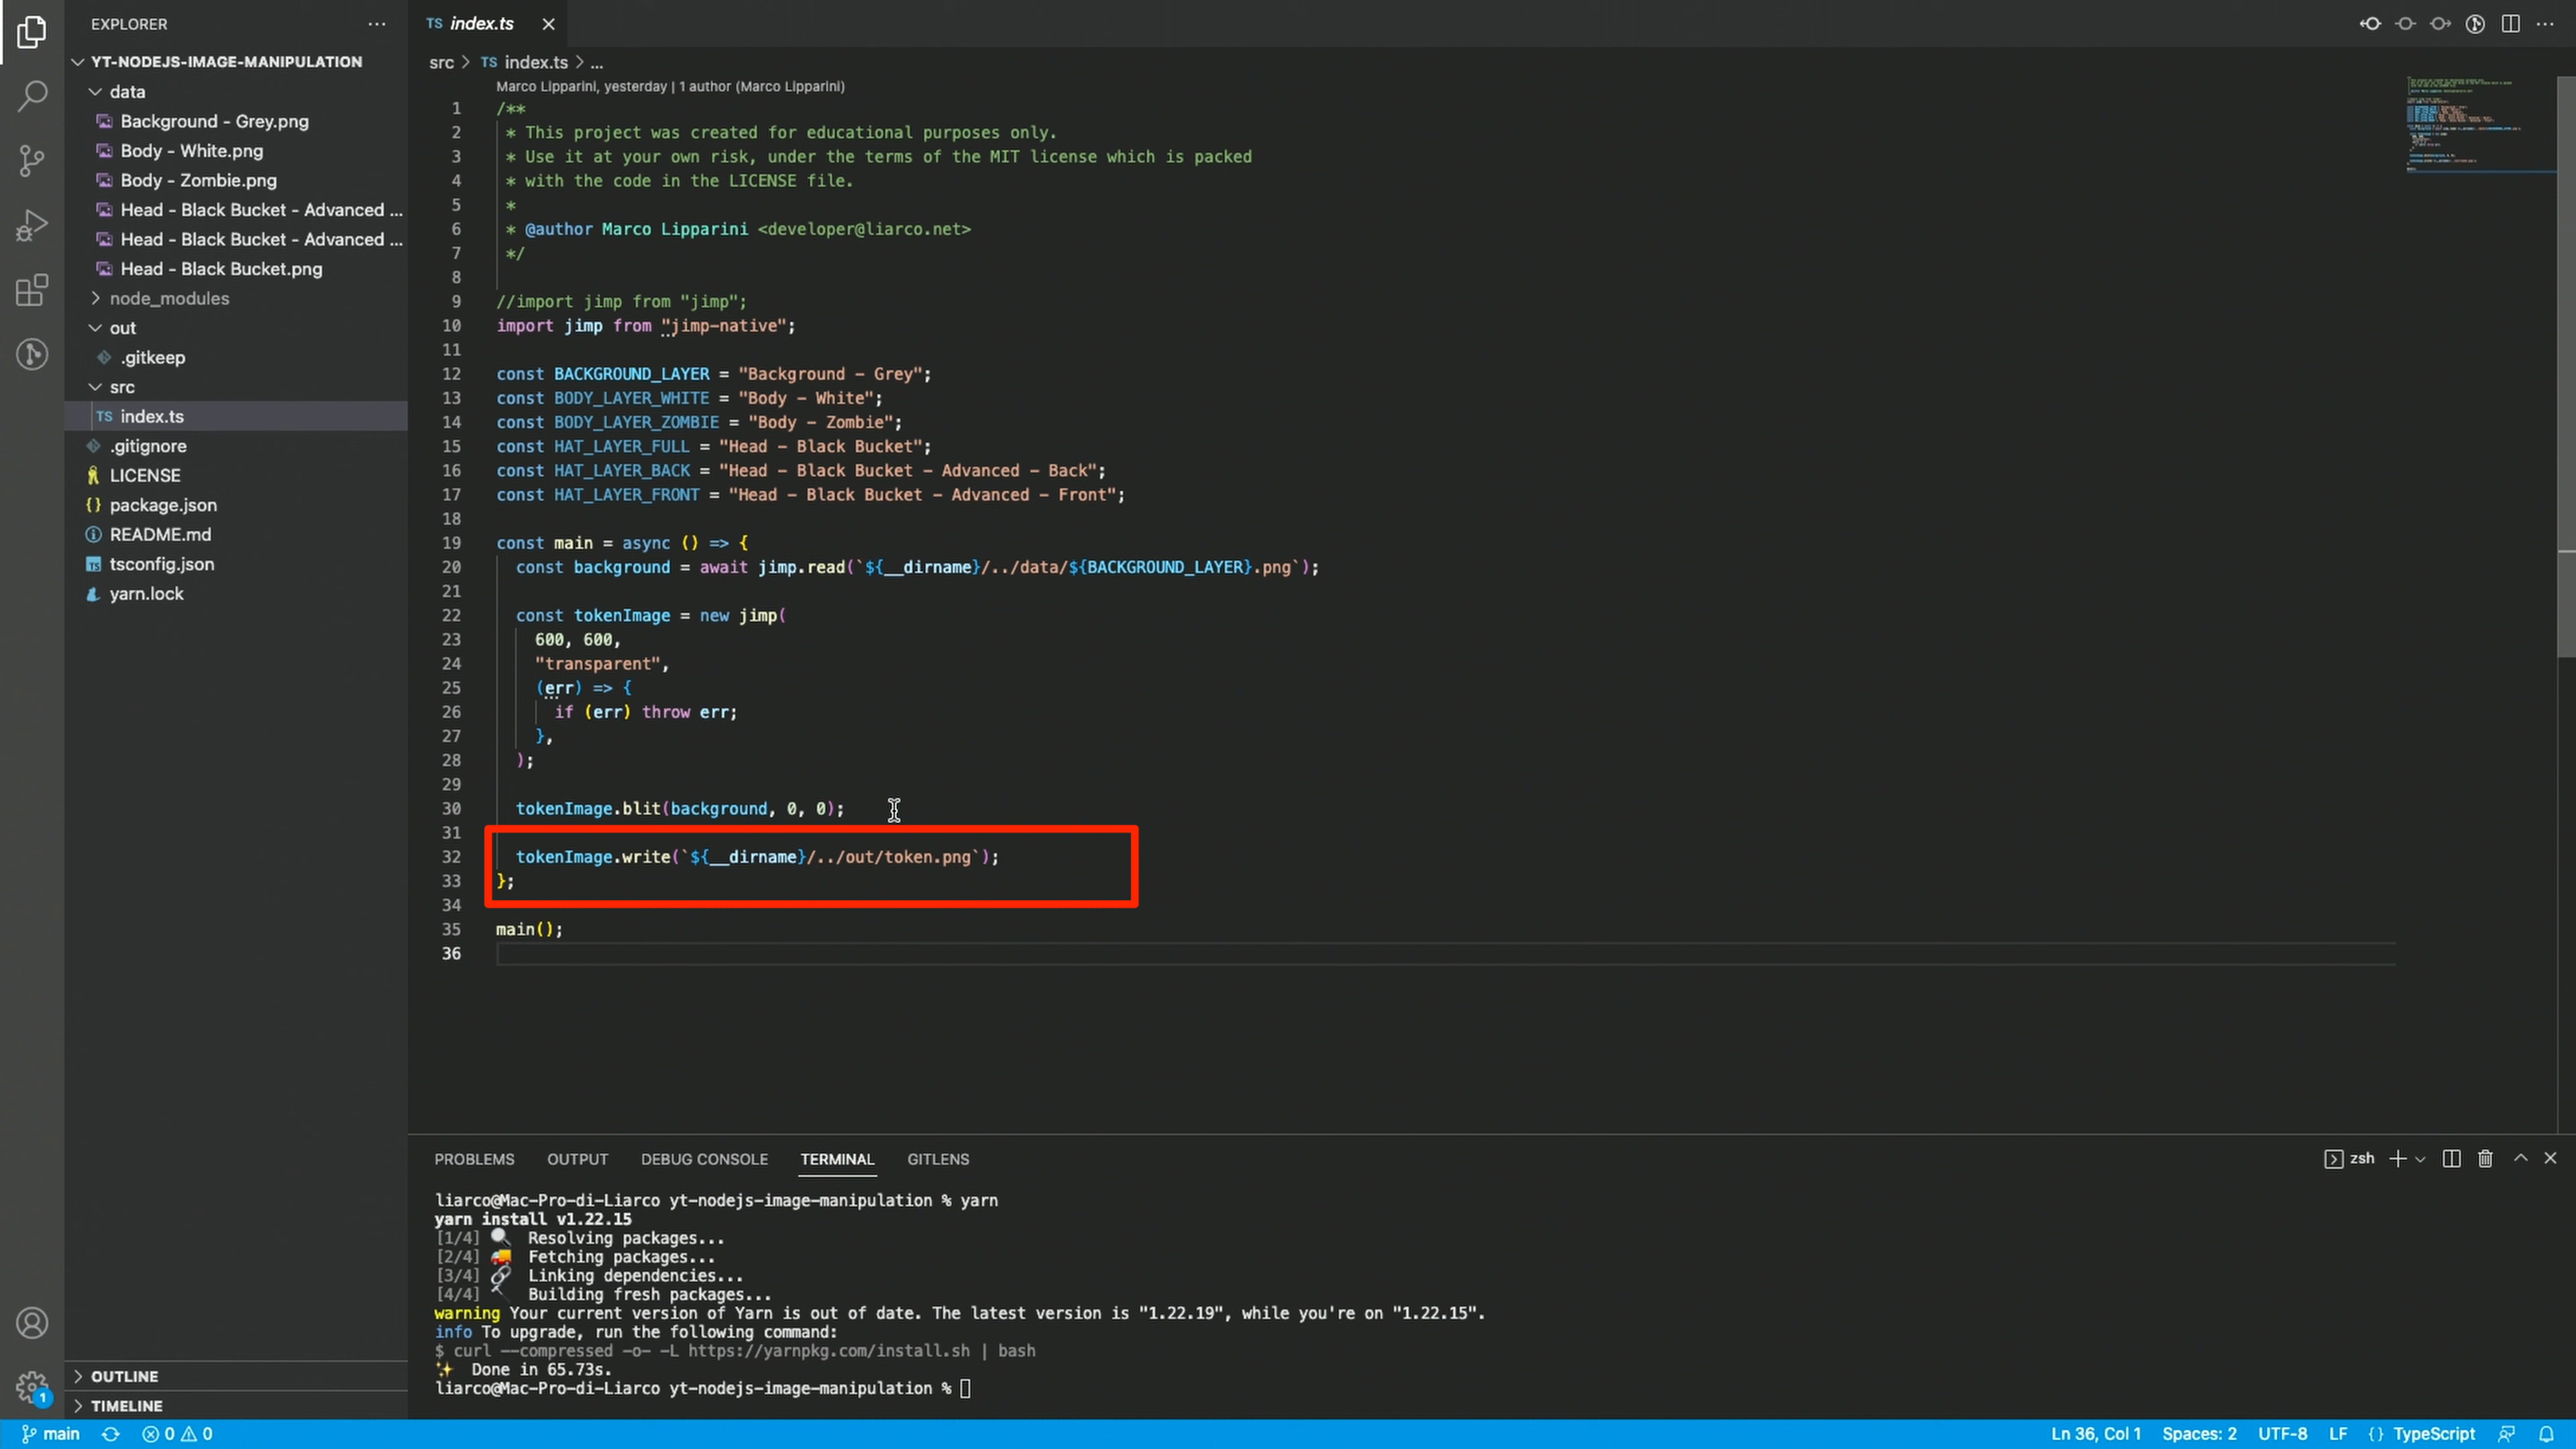 EXPLORER
YT-NODEJS-IMAGE-MANIPULATION
data
Background - Grey.png
Body - White.png
Body - Zombie.png
Head - Black Bucket - Advanced ...
Head - Black Bucket - Advanced ...
Head - Black Bucket.png
node_modules
out
.gitkeep
src
TS index.ts
.gitignore
LICENSE
package.json
README.md
tsconfig.json
yarn.lock
OUTLINE
TIMELINE
TS index.ts
src > TS index.ts > ...
Marco Lipparini, yesterday | 1 author (Marco Lipparini)
1 /**
2 * This project was created for educational purposes only.
3 * Use it at your own risk, under the terms of the MIT license which is packed
4 * with the code in the LICENSE file.
5 *
6 * @author Marco Lipparini <developer@liarco.net>
7 */
8
9 //import jimp from "jimp";
10 import jimp from "jimp-native";
11
12 const BACKGROUND_LAYER = "Background - Grey";
13 const BODY_LAYER_WHITE = "Body - White";
14 const BODY_LAYER_ZOMBIE = "Body - Zombie";
15 const HAT_LAYER_FULL = "Head - Black Bucket";
16 const HAT_LAYER_BACK = "Head - Black Bucket - Advanced - Back";
17 const HAT_LAYER_FRONT = "Head - Black Bucket - Advanced - Front";
18
19 const main = async () => {
20 const background = await jimp.read(`${__dirname}/../data/${BACKGROUND_LAYER}.png`);
21
22 const tokenImage = new jimp(
23 600, 600,
24 "transparent",
25 (err) => {
26 if (err) throw err;
27 },
28 );
29
30 tokenImage.blit(background, 0, 0);
31
32 tokenImage.write(`${__dirname}/../out/token.png`);
33 };
34
35 main();
36
PROBLEMS OUTPUT DEBUG CONSOLE TERMINAL GITLENS
zsh
liarco@Mac-Pro-di-Liarco yt-nodejs-image-manipulation % yarn
yarn install v1.22.15
[1/4] 🔍 Resolving packages...
[2/4] 🚚 Fetching packages...
[3/4] 🔗 Linking dependencies...
[4/4] 🔨 Building fresh packages...
warning Your current version of Yarn is out of date. The latest version is "1.22.19", while you're on "1.22.15".
info To upgrade, run the following command:
$ curl --compressed -o- -L https://yarnpkg.com/install.sh | bash
✨ Done in 65.73s.
liarco@Mac-Pro-di-Liarco yt-nodejs-image-manipulation %
1
main 0 0 Ln 36, Col 1 Spaces: 2 UTF-8 LF {} TypeScript